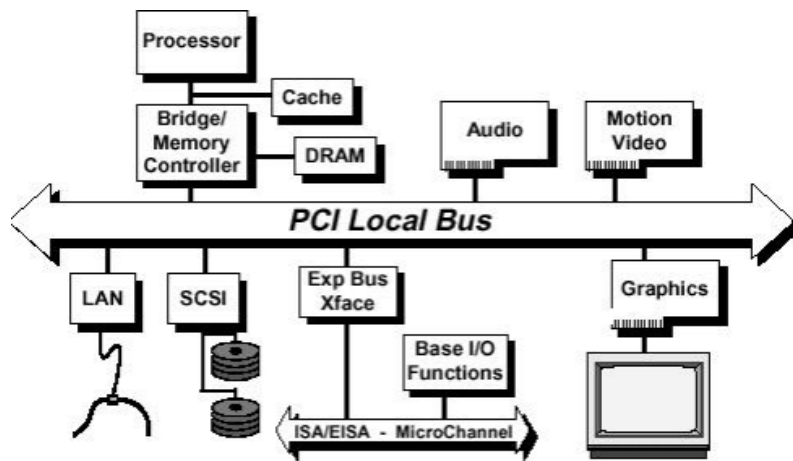 Processor
Cache
Bridge/
Memory
Controller
DRAM
Audio
Motion
Video
PCI Local Bus
LAN
SCSI
Exp Bus
Xface
Graphics
Base I/O
Functions
ISA/EISA - MicroChannel